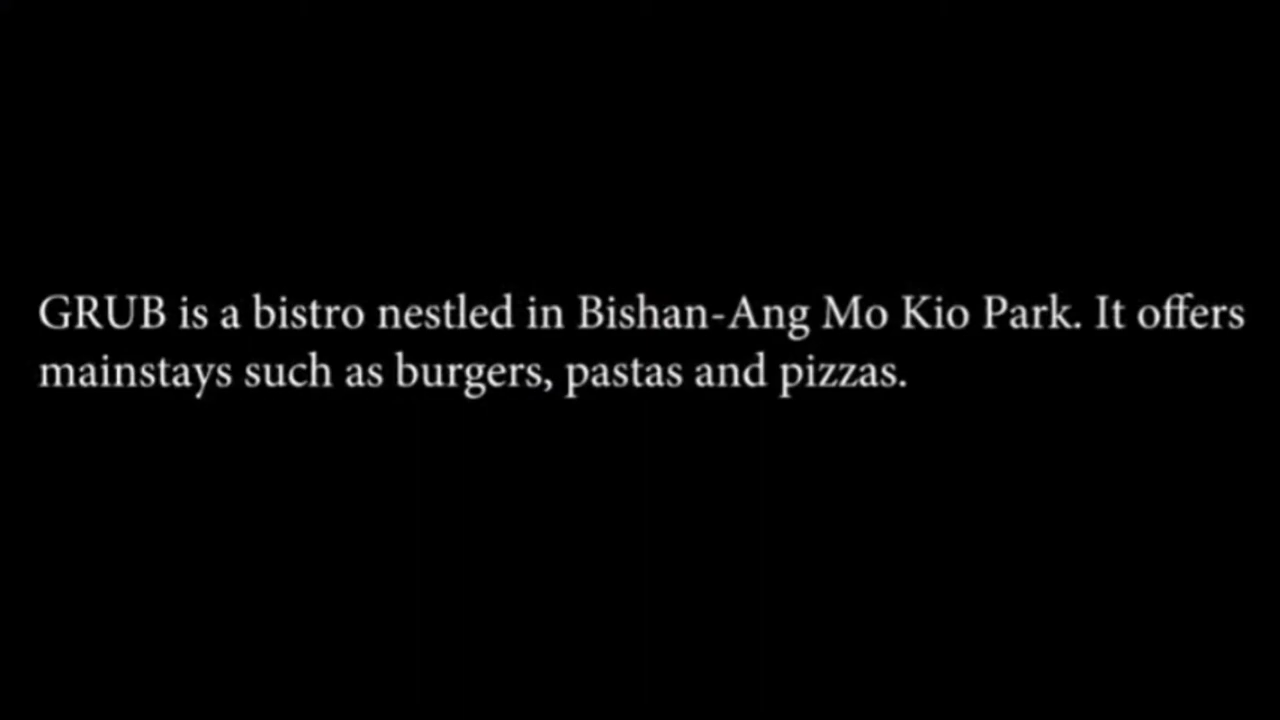 GRUB is a bistro nestled in Bishan-Ang Mo Kio Park. It offers
mainstays such as burgers, pastas and pizzas.